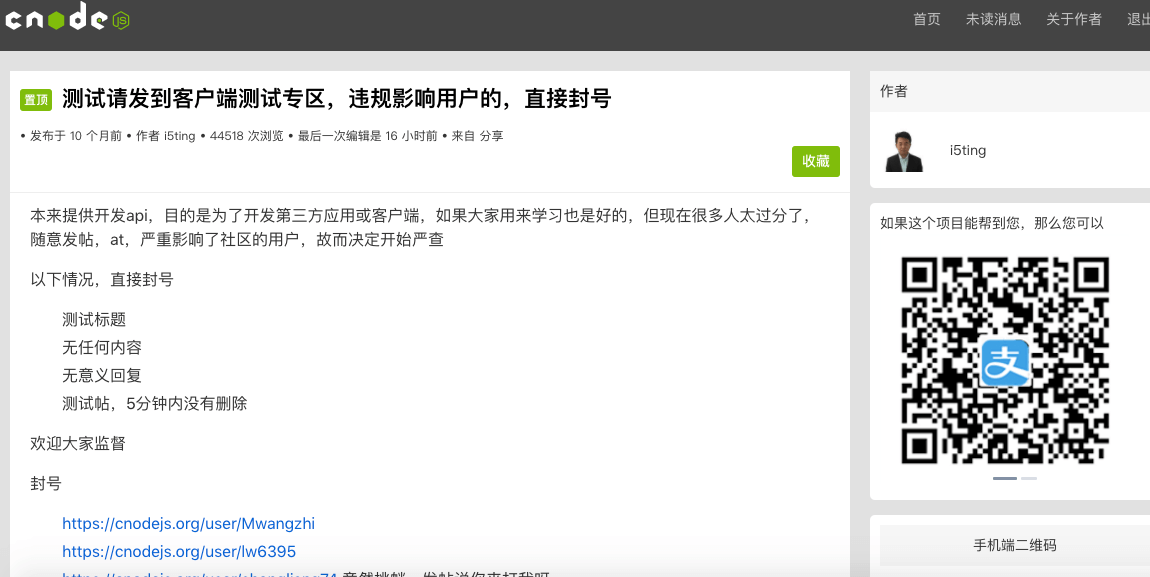 cnode JS
首页 未读消息 关于作者 退出
置顶 测试请发到客户端测试专区，违规影响用户的，直接封号
• 发布于 10 个月前 • 作者 i5ting • 44518 次浏览 • 最后一次编辑是 16 小时前 • 来自 分享
收藏
本来提供开发api，目的是为了开发第三方应用或客户端，如果大家用来学习也是好的，但现在很多人太过分了，
随意发帖，at，严重影响了社区的用户，故而决定开始严查
以下情况，直接封号
测试标题
无任何内容
无意义回复
测试帖，5分钟内没有删除
欢迎大家监督
封号
https://cnodejs.org/user/Mwangzhi
https://cnodejs.org/user/lw6395
作者
i5ting
如果这个项目能帮到您，那么您可以
支
手机端二维码